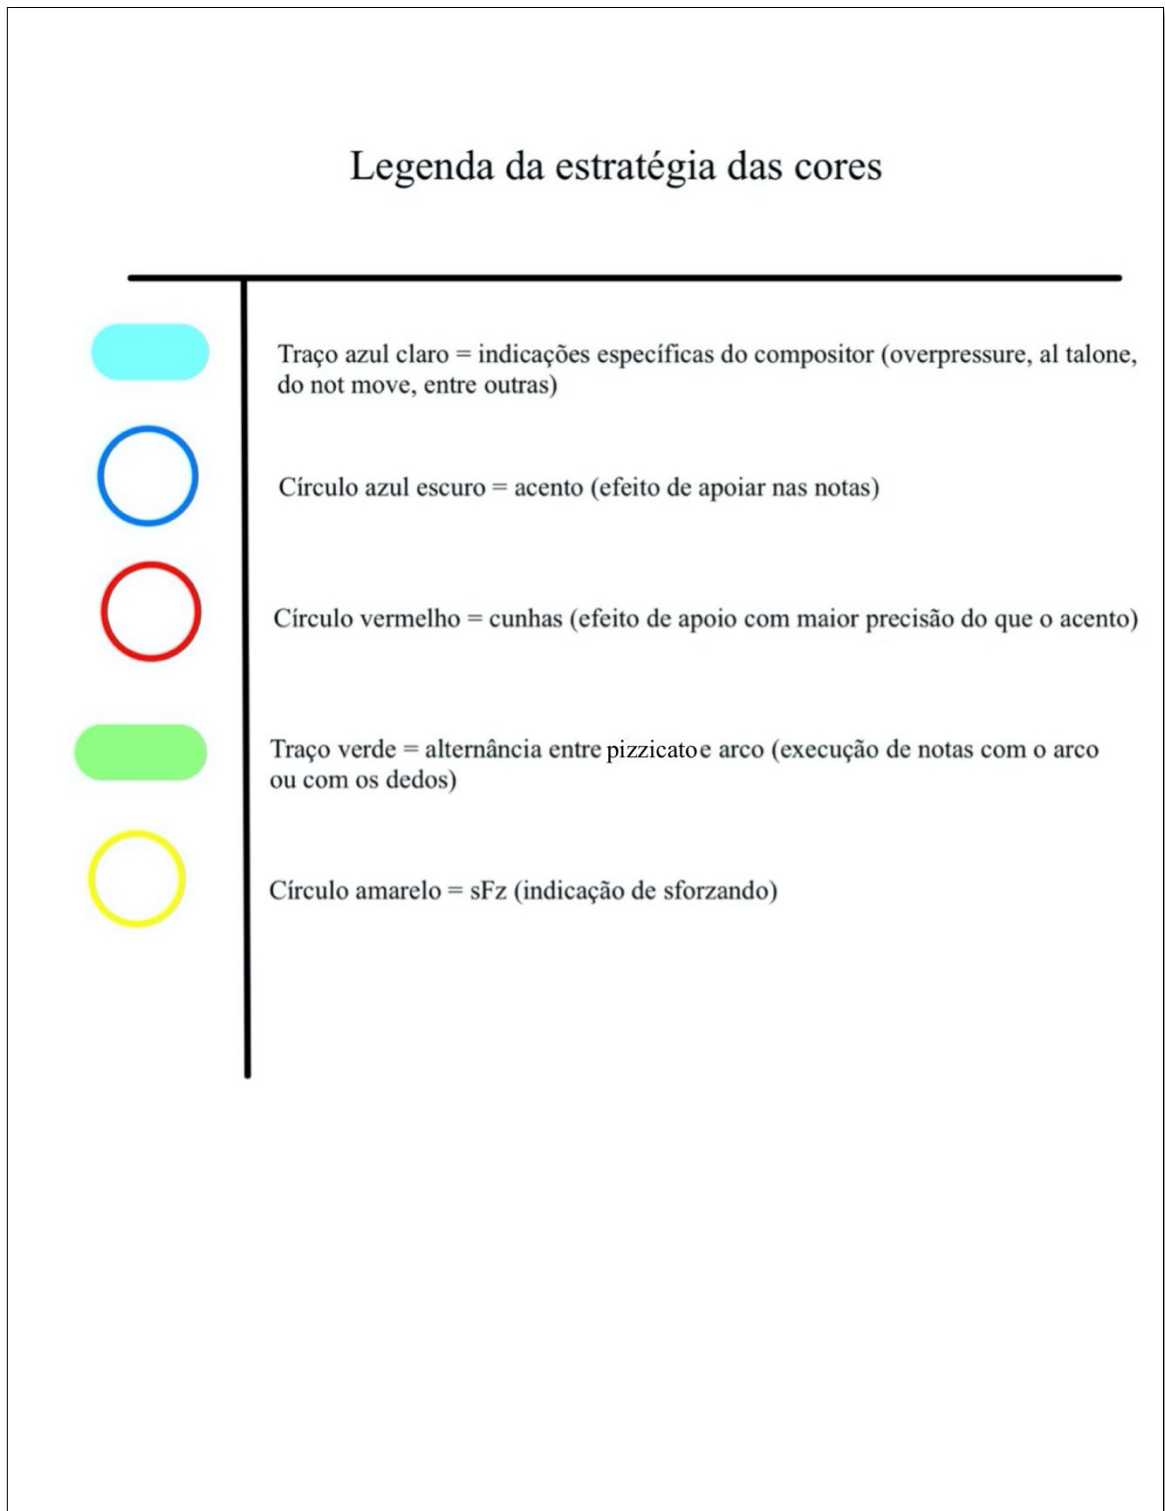 Legenda da estratégia das cores
Traço azul claro = indicações específicas do compositor (overpressure, al talone,
do not move, entre outras)
Círculo azul escuro = acento (efeito de apoiar nas notas)
Círculo vermelho = cunhas (efeito de apoio com maior precisão do que o acento)
Traço verde = alternância entre pizzicato e arco (execução de notas com o arco
ou com os dedos)
Círculo amarelo = sFz (indicação de sforzando)